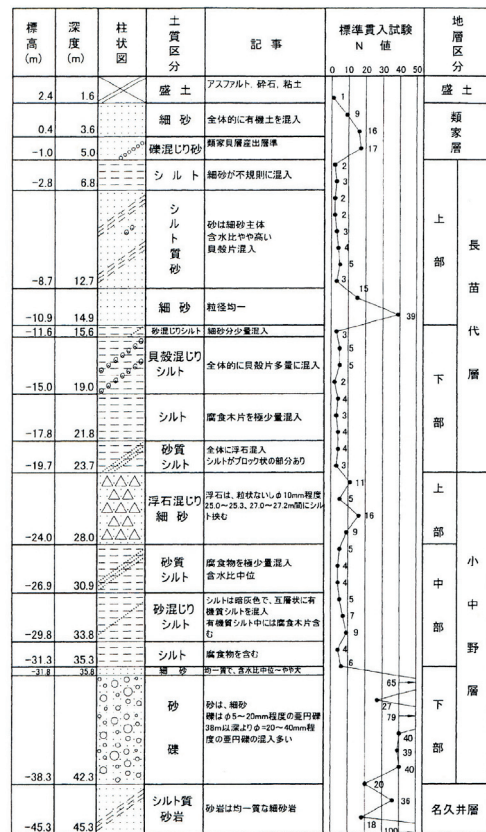 標高(m) 深度(m) 柱状図 土質区分 記事 標準貫入試験 N値 地層区分
0 10 20 30 40 50
2.4 1.6 盛土 アスファルト、砕石、粘土 盛土
1
0.4 3.6 細砂 全体的に有機土を混入 類家層
9
16
-1.0 5.0 礫混じり砂 類家貝層産出層準
17
-2.8 6.8 シルト 細砂が不規則に混入
2
3
-8.7 12.7 シルト質砂 砂は細砂主体
含水比やや高い
貝殻片混入
2
2
3
4
5
3
上部 長苗代層
-10.9 14.9 細砂 粒径均一
15
39
-11.6 15.6 砂混じりシルト 細砂分少量混入
3
-15.0 19.0 貝殻混じりシルト 全体的に貝殻片多量に混入
5
5
2
下部
-17.8 21.8 シルト 腐食木片を極少量混入
4
3
4
-19.7 23.7 砂質シルト 全体に浮石混入
シルトがブロック状の部分あり
4
3
-24.0 28.0 浮石混じり細砂 浮石は、粒状ないしφ10mm程度
25.0～25.3、27.0～27.2m間にシルト挟む
11
5
16
9
上部 小中野層
-26.9 30.9 砂質シルト 腐食物を極少量混入
含水比中位
5
4
4
中部
-29.8 33.8 砂混じりシルト シルトは暗灰色で、互層状に有機質シルトを混入
有機質シルト中には腐食木片含む
5
7
9
-31.3 35.3 シルト 腐食物を含む
4
-31.8 35.8 細砂 均一質で、含水比中位～やや大
6
-38.3 42.3 砂礫 砂は、細砂
礫はφ5～20mm程度の亜円礫
38m以深よりφ=20～40mm程度の亜円礫の混入多い
65
27
79
40
39
40
下部
-45.3 45.3 シルト質砂岩 砂岩は均一質な細砂岩
20
35
18
100
名久井層